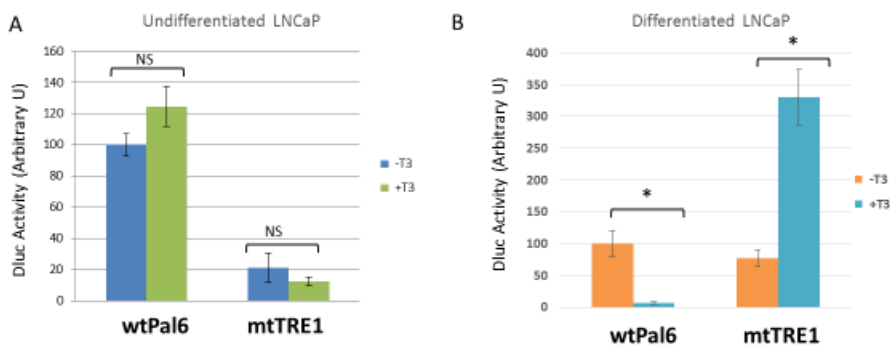 A
Undifferentiated LNCaP
Dluc Activity (Arbitrary U)
160
140
120
100
80
60
40
20
0
NS
NS
-T3
+T3
wtPal6
mtTRE1
B
Differentiated LNCaP
Dluc Activity (Arbitrary U)
400
350
300
250
200
150
100
50
0
*
*
-T3
+T3
wtPal6
mtTRE1